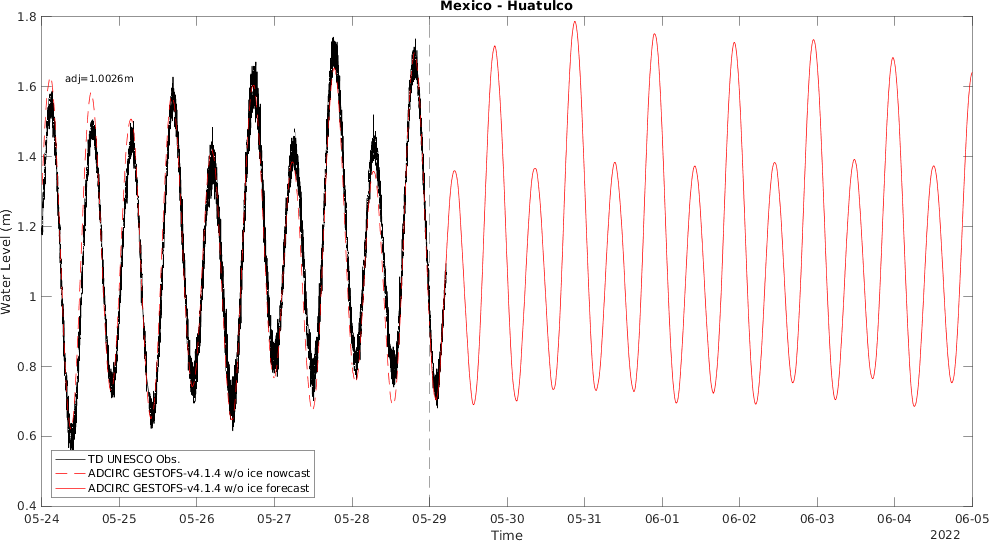 Mexico - Huatulco
1.8
1.6
1.4
1.2
1
0.8
0.6
0.4
Water Level (m)
adj=1.0026m
TD UNESCO Obs.
ADCIRC GESTOFS-v4.1.4 w/o ice nowcast
ADCIRC GESTOFS-v4.1.4 w/o ice forecast
05-24 05-25 05-26 05-27 05-28 05-29 05-30 05-31 06-01 06-02 06-03 06-04 06-05
Time
2022